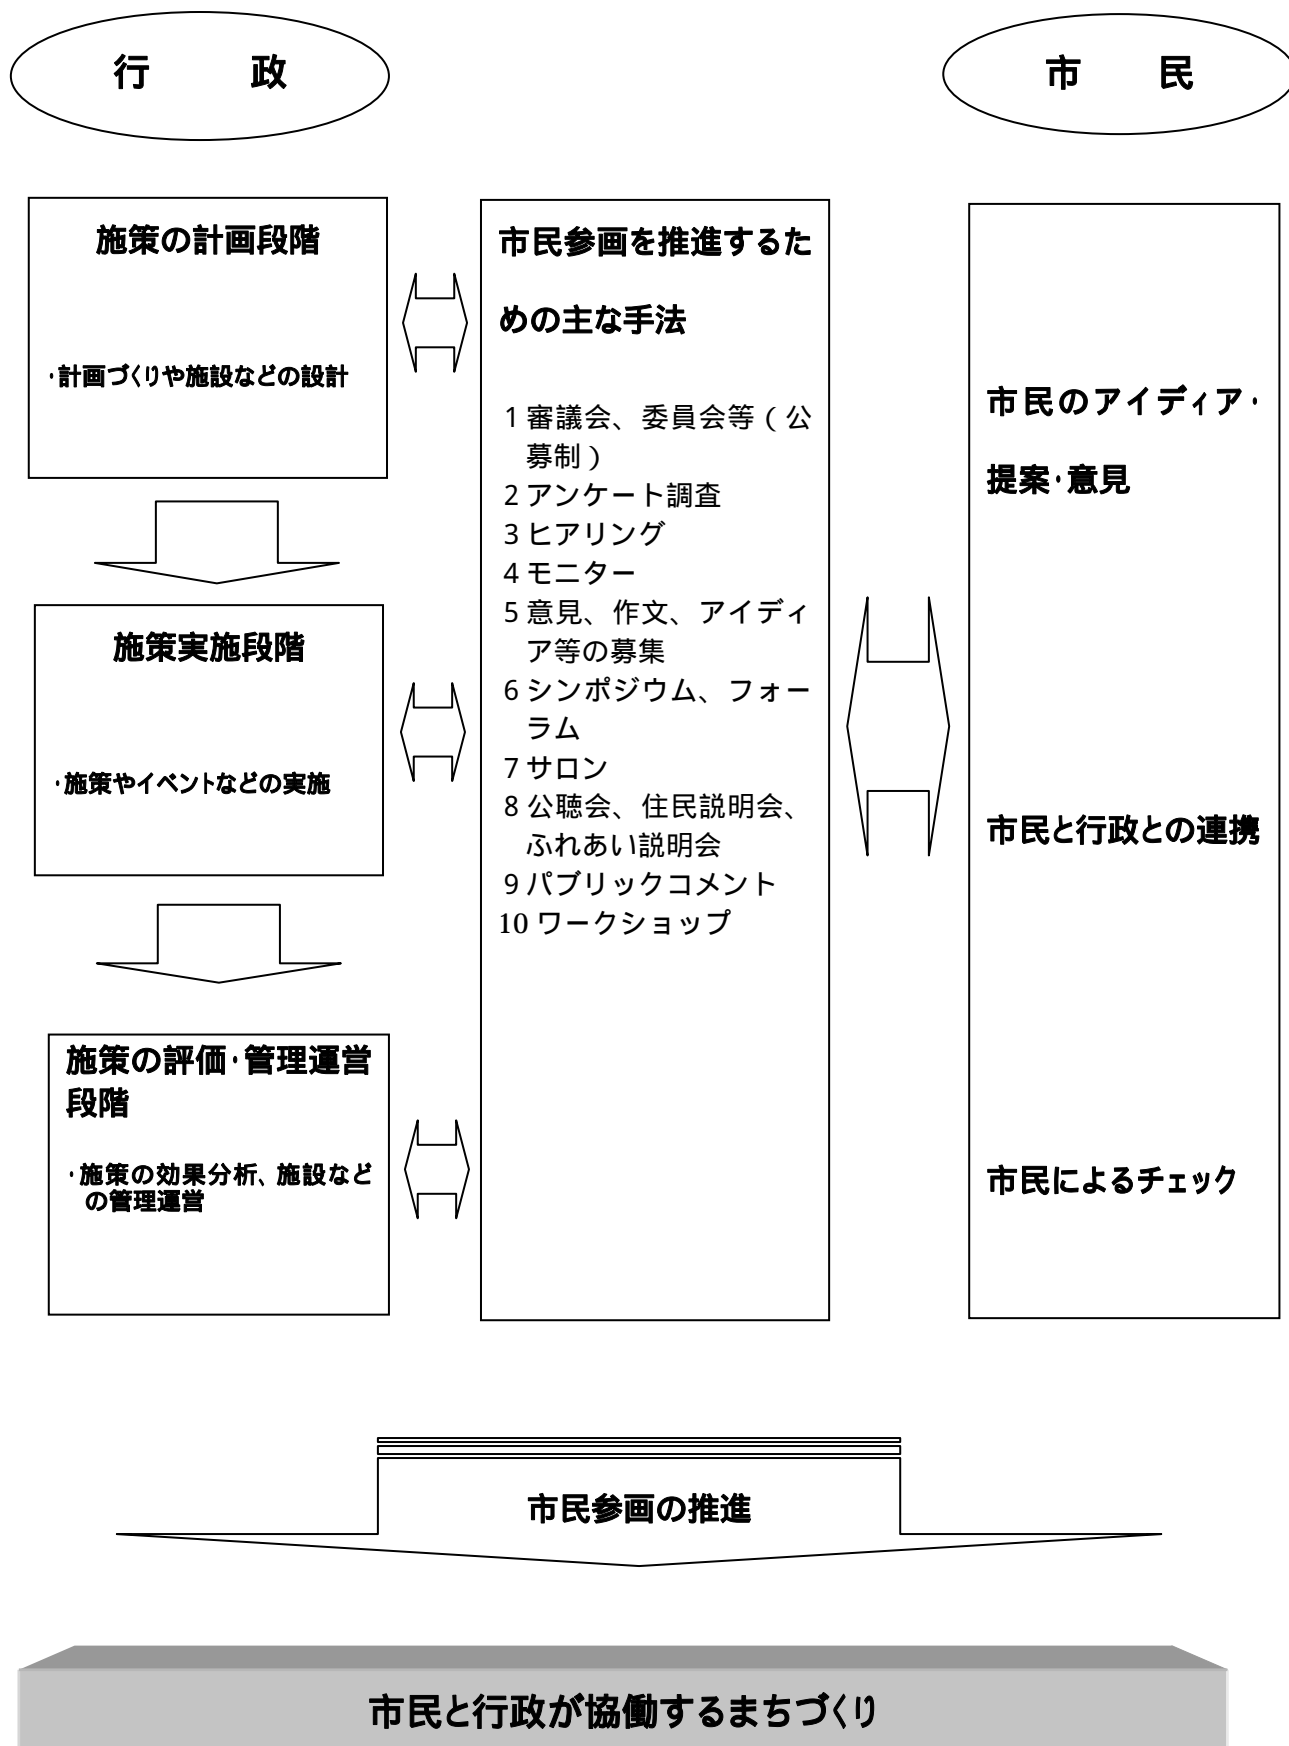 行　政
市　民
施策の計画段階
・計画づくりや施設などの設計
施策実施段階
・施策やイベントなどの実施
施策の評価・管理運営
段階
・施策の効果分析、施設など
の管理運営
市民参画を推進するた
めの主な手法
1 審議会、委員会等（公
募制）
2 アンケート調査
3 ヒアリング
4 モニター
5 意見、作文、アイディ
ア等の募集
6 シンポジウム、フォー
ラム
7 サロン
8 公聴会、住民説明会、
ふれあい説明会
9 パブリックコメント
10 ワークショップ
市民のアイディア・
提案・意見
市民と行政との連携
市民によるチェック
市民参画の推進
市民と行政が協働するまちづくり